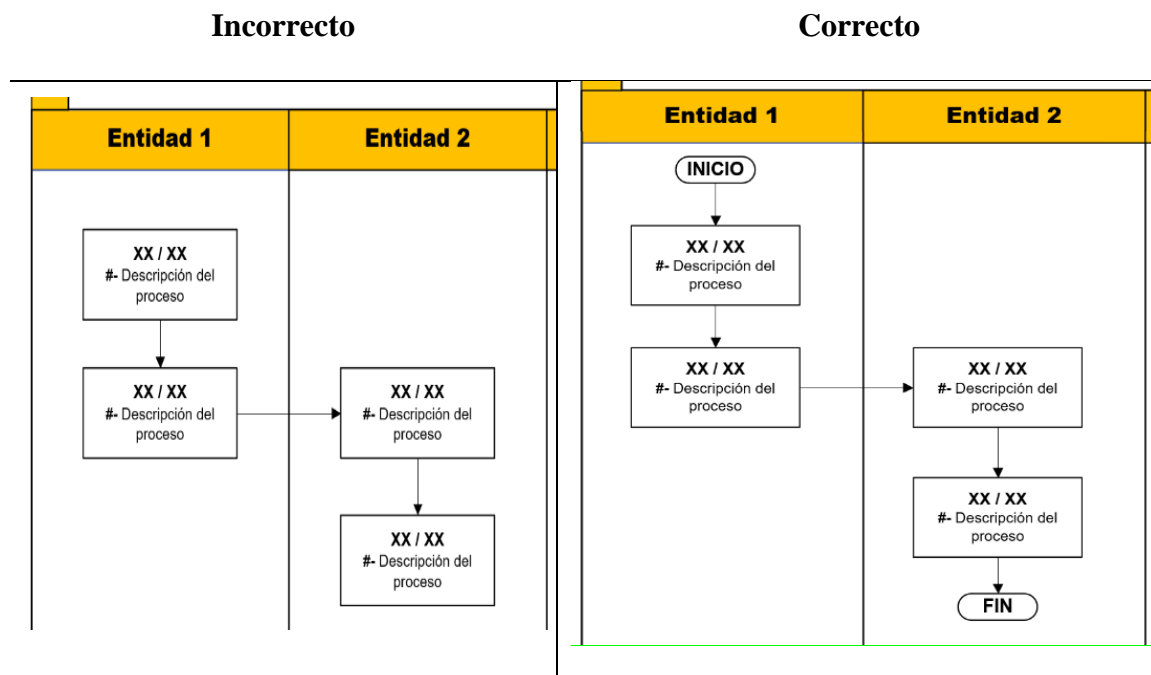 Incorrecto
Correcto
Entidad 1
Entidad 2
XX / XX
#- Descripción del
proceso
XX / XX
#- Descripción del
proceso
XX / XX
#- Descripción del
proceso
XX / XX
#- Descripción del
proceso
Entidad 1
Entidad 2
INICIO
XX / XX
#- Descripción del
proceso
XX / XX
#- Descripción del
proceso
XX / XX
#- Descripción del
proceso
XX / XX
#- Descripción del
proceso
FIN